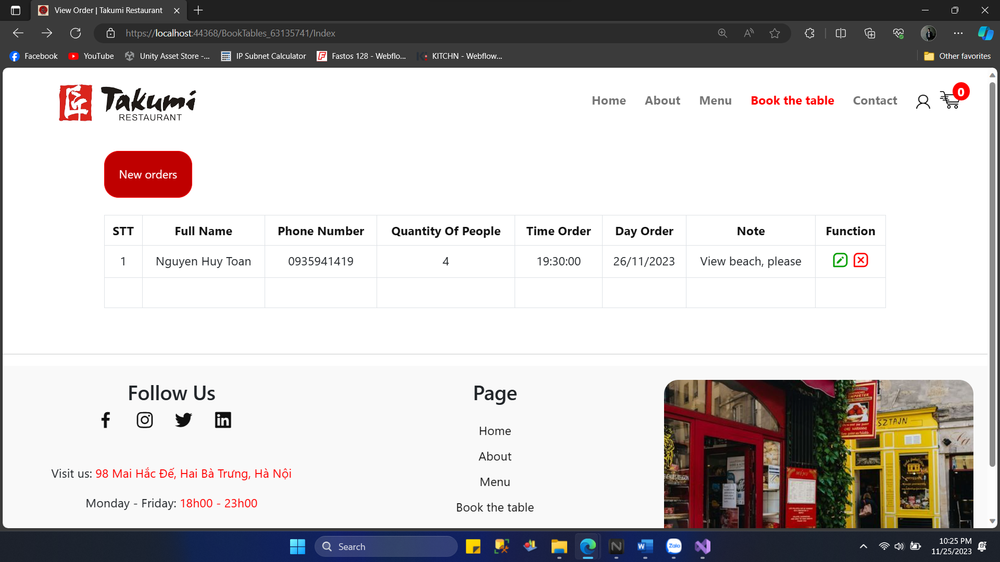 View Order | Takumi Restaurant
https://localhost:44368/BookTables_63135741/Index
Facebook
YouTube
Unity Asset Store -...
IP Subnet Calculator
Fastos 128 - Webflo...
KITCHN - Webflow...
Other favorites
匠 Takumi
RESTAURANT
Home About Menu Book the table Contact 0
New orders
STT Full Name Phone Number Quantity Of People Time Order Day Order Note Function
1 Nguyen Huy Toan 0935941419 4 19:30:00 26/11/2023 View beach, please
Follow Us
Visit us: 98 Mai Hắc Đế, Hai Bà Trưng, Hà Nội
Monday - Friday: 18h00 - 23h00
Page
Home
About
Menu
Book the table
SZTAJN
MENU
Search
Zalo
10:25 PM
11/25/2023